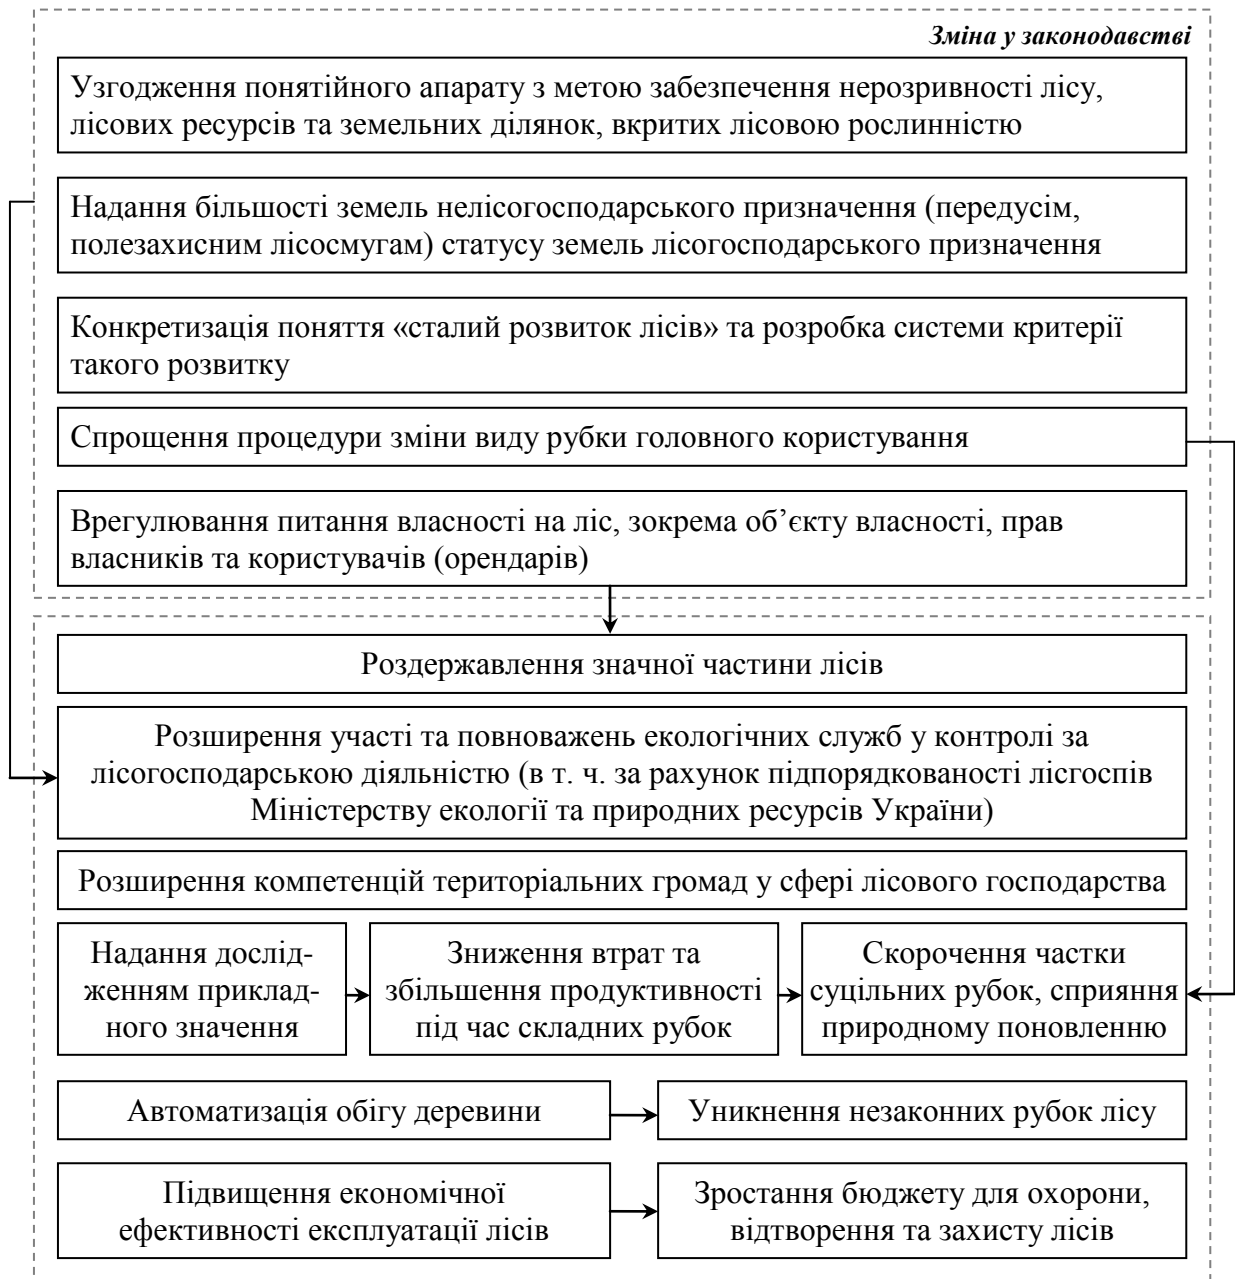 Зміна у законодавстві
Узгодження понятійного апарату з метою забезпечення нерозривності лісу,
лісових ресурсів та земельних ділянок, вкритих лісовою рослинністю
Надання більшості земель нелісогосподарського призначення (передусім,
полезахисним лісосмугам) статусу земель лісогосподарського призначення
Конкретизація поняття «сталий розвиток лісів» та розробка системи критерії
такого розвитку
Спрощення процедури зміни виду рубки головного користування
Врегулювання питання власності на ліс, зокрема об’єкту власності, прав
власників та користувачів (орендарів)
Роздержавлення значної частини лісів
Розширення участі та повноважень екологічних служб у контролі за
лісогосподарською діяльністю (в т. ч. за рахунок підпорядкованості лісгоспів
Міністерству екології та природних ресурсів України)
Розширення компетенцій територіальних громад у сфері лісового господарства
Надання дослід-
женням приклад-
ного значення
Зниження втрат та
збільшення продуктивності
під час складних рубок
Скорочення частки
суцільних рубок, сприяння
природному поновленню
Автоматизація обігу деревини
Уникнення незаконних рубок лісу
Підвищення економічної
ефективності експлуатації лісів
Зростання бюджету для охорони,
відтворення та захисту лісів